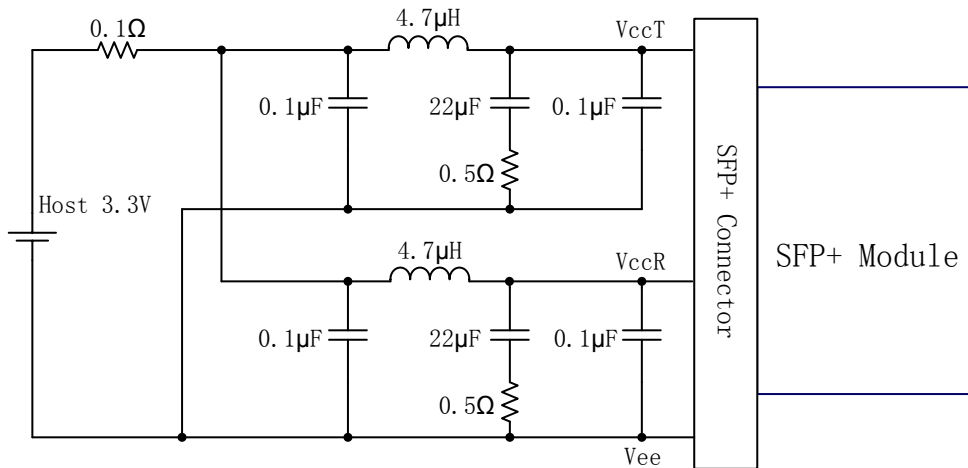 4.7μH
VccT
0.1Ω
0.1μF
22μF
0.1μF
0.5Ω
Host 3.3V
SFP+ Connector
SFP+ Module
4.7μH
VccR
0.1μF
22μF
0.1μF
0.5Ω
Vee